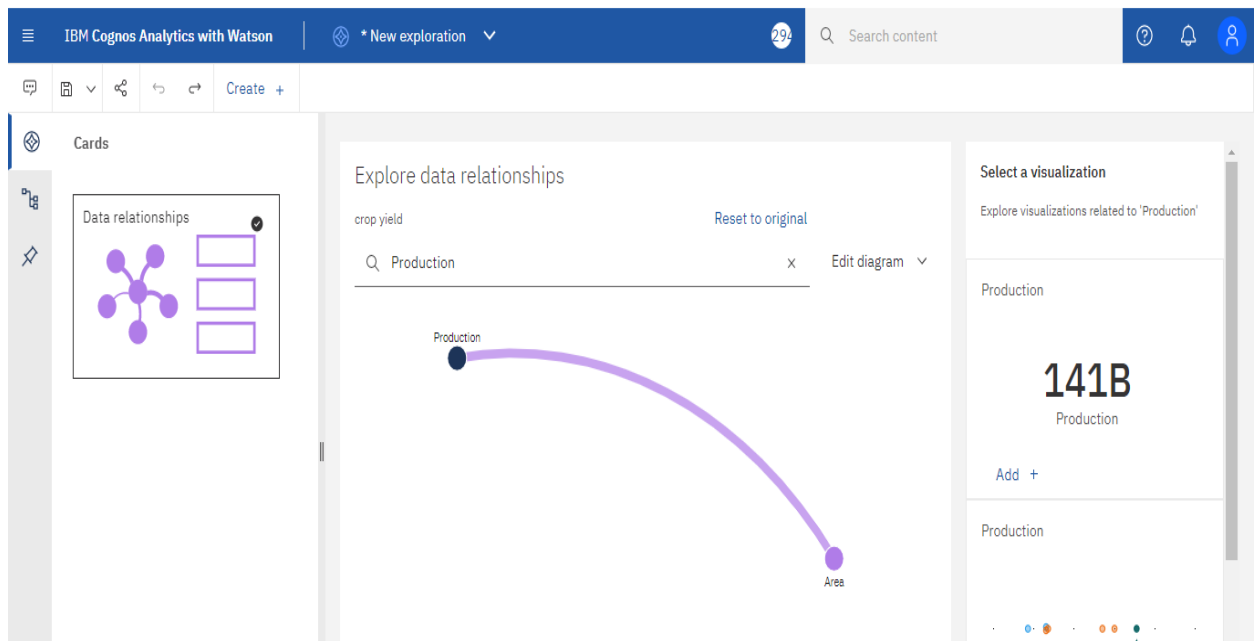 IBM Cognos Analytics with Watson
* New exploration
294
Search content
Create +
Cards
Data relationships
Explore data relationships
crop yield
Reset to original
Production
x
Edit diagram
Production
Area
Select a visualization
Explore visualizations related to 'Production'
Production
141B
Production
Add +
Production